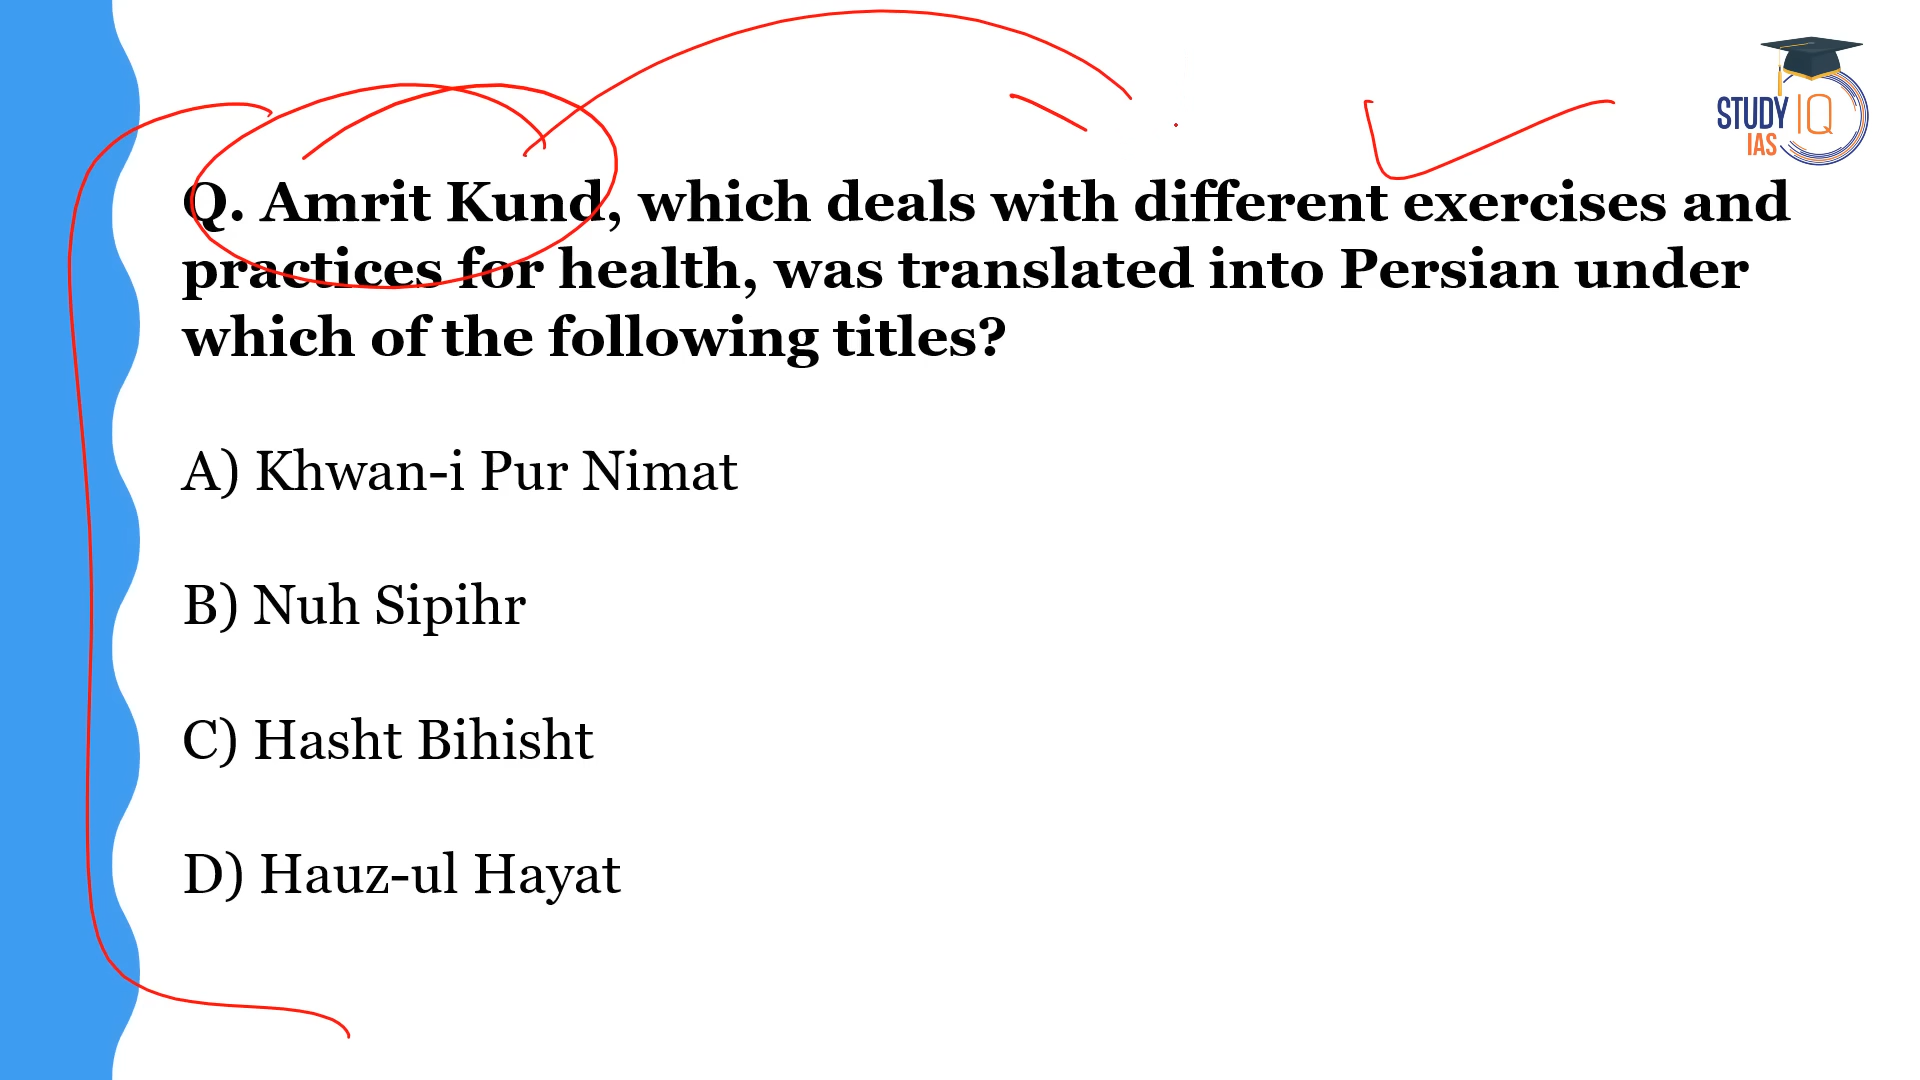 STUDY IQ
IAS
Q. Amrit Kund, which deals with different exercises and
practices for health, was translated into Persian under
which of the following titles?
A) Khwan-i Pur Nimat
B) Nuh Sipihr
C) Hasht Bihisht
D) Hauz-ul Hayat